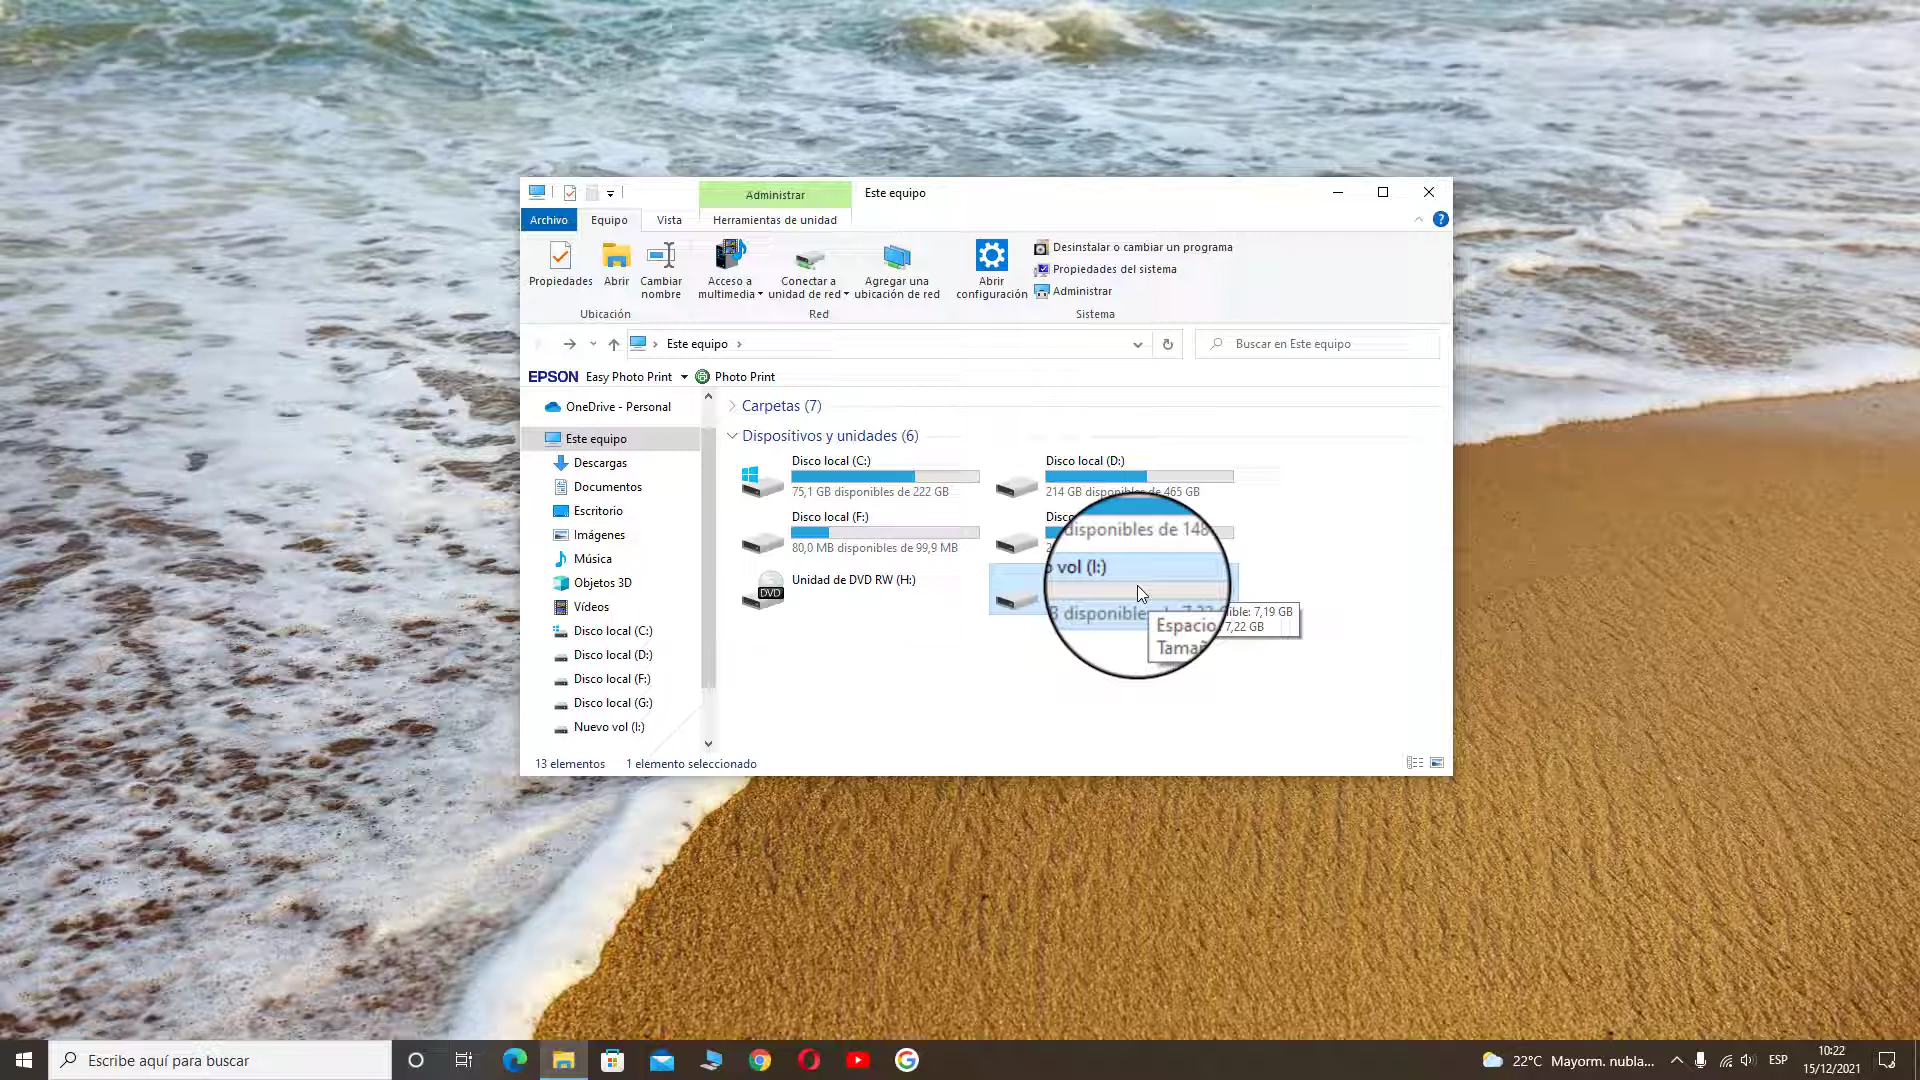 Administrar
Este equipo
Archivo
Equipo
Vista
Herramientas de unidad
Propiedades
Abrir
Cambiar
nombre
Ubicación
Acceso a
multimedia
Conectar a
unidad de red
Agregar una
ubicación de red
Red
Abrir
configuración
Desinstalar o cambiar un programa
Propiedades del sistema
Administrar
Sistema
Este equipo
Buscar en Este equipo
EPSON Easy Photo Print Photo Print
OneDrive - Personal
Este equipo
Descargas
Documentos
Escritorio
Imágenes
Música
Objetos 3D
Vídeos
Disco local (C:)
Disco local (D:)
Disco local (F:)
Disco local (G:)
Nuevo vol (I:)
Carpetas (7)
Dispositivos y unidades (6)
Disco local (C:)
75,1 GB disponibles de 222 GB
Disco local (D:)
214 GB disponibles de 465 GB
Disco local (F:)
80,0 MB disponibles de 99,9 MB
disponibles de 148
Unidad de DVD RW (H:)
DVD
vol (I:)
Espacio
7,19 GB
7,22 GB
13 elementos
1 elemento seleccionado
Escribe aquí para buscar
22°C Mayorm. nubla...
ESP
10:22
15/12/2021